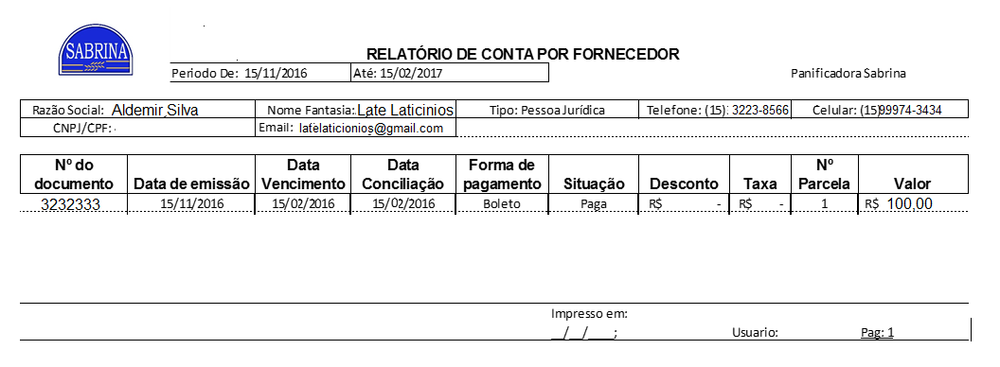 SABRINA
RELATÓRIO DE CONTA POR FORNECEDOR
Periodo De: 15/11/2016 Até: 15/02/2017 Panificadora Sabrina
Razão Social: Aldemir Silva Nome Fantasia: Late Laticinios Tipo: Pessoa Jurídica Telefone: (15) 3223-8566 Celular: (15)99974-3434
CNPJ/CPF: Email: latelaticionios@gmail.com
Nº do documento Data de emissão Data Vencimento Data Conciliação Forma de pagamento Situação Desconto Taxa Nº Parcela Valor
3232333 15/11/2016 15/02/2016 15/02/2016 Boleto Paga R$ - R$ - 1 R$ 100,00
Impresso em:
__/__/____; Usuario: Pag: 1